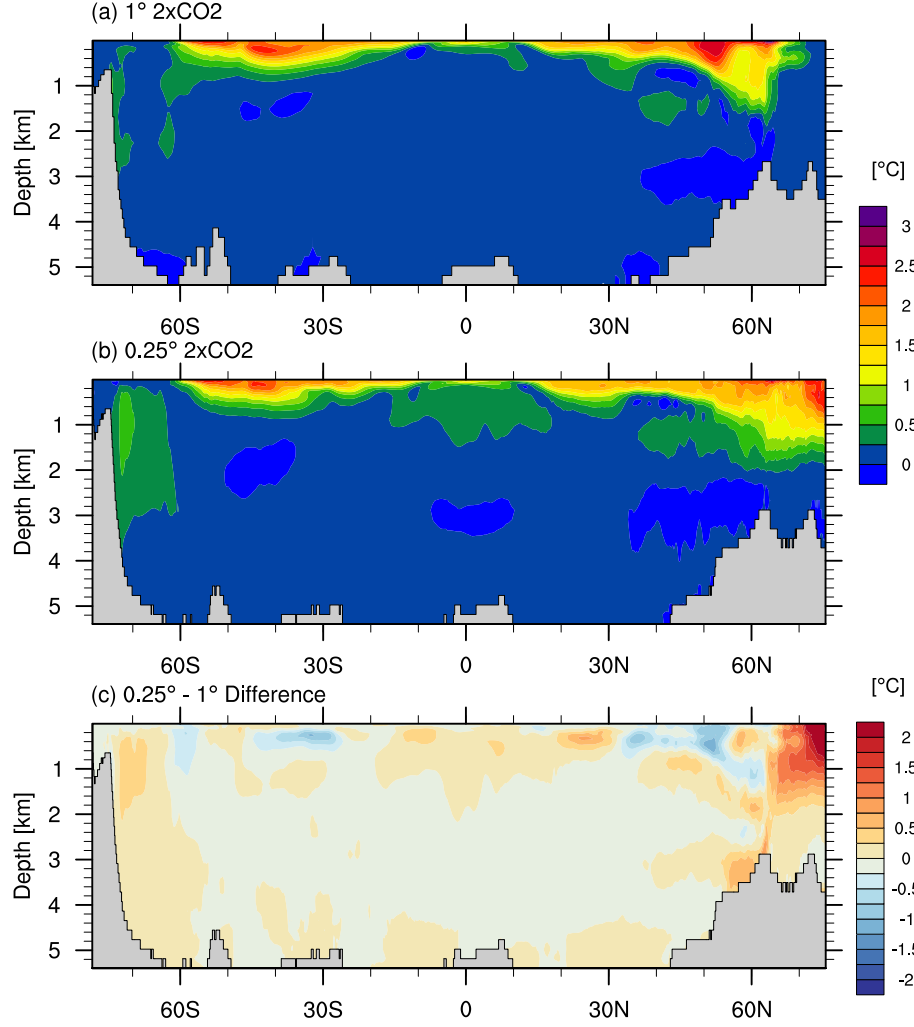 (a) 1° 2xCO2
Depth [km]
1
2
3
4
5
60S
30S
0
30N
60N
[°C]
3
2.5
2
1.5
1
0.5
0
(b) 0.25° 2xCO2
Depth [km]
1
2
3
4
5
60S
30S
0
30N
60N
(c) 0.25° - 1° Difference
Depth [km]
1
2
3
4
5
60S
30S
0
30N
60N
[°C]
2
1.5
1
0.5
0
-0.5
-1
-1.5
-2